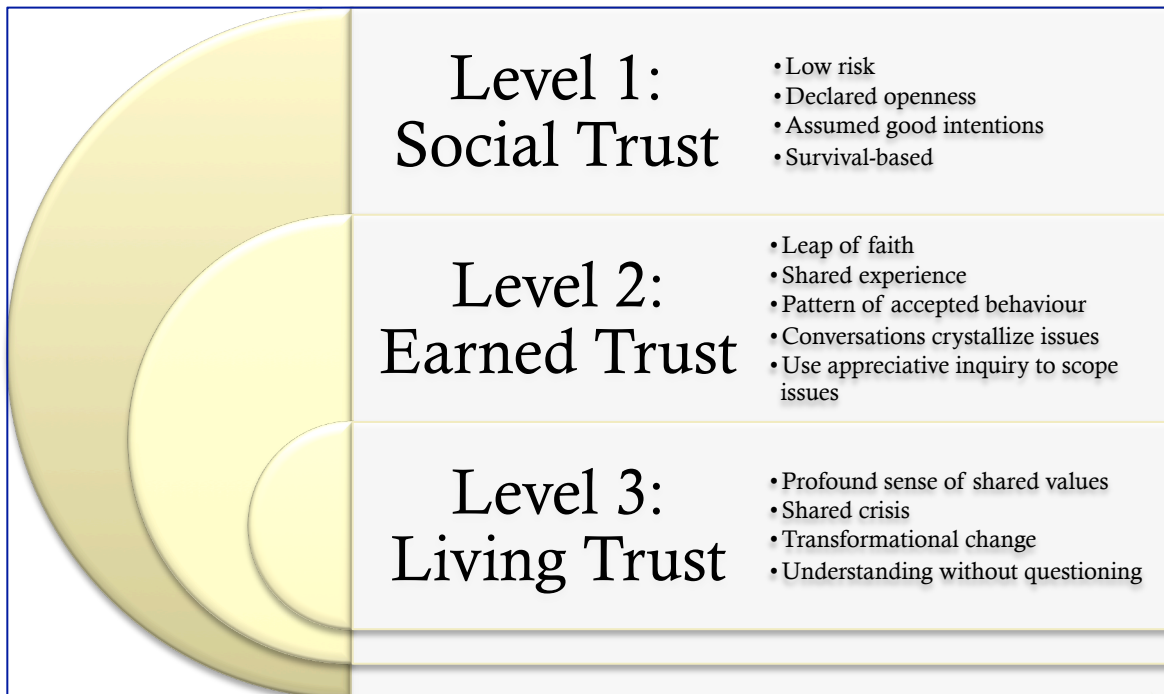 Level 1:
Social Trust
•Low risk
•Declared openness
•Assumed good intentions
•Survival-based
Level 2:
Earned Trust
•Leap of faith
•Shared experience
•Pattern of accepted behaviour
•Conversations crystallize issues
•Use appreciative inquiry to scope
issues
Level 3:
Living Trust
•Profound sense of shared values
•Shared crisis
•Transformational change
•Understanding without questioning